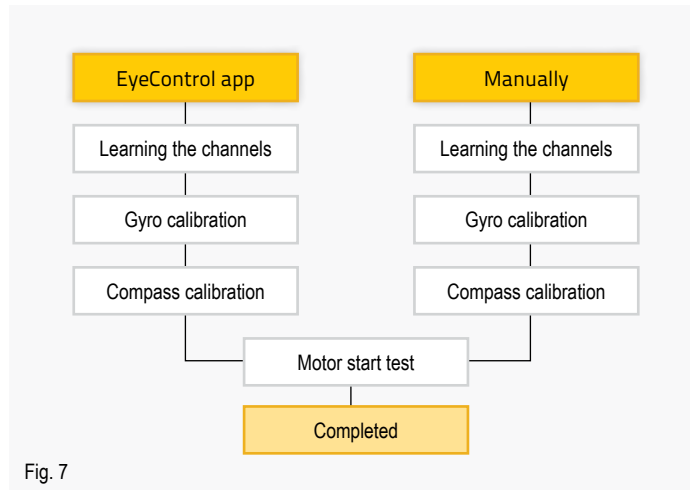 EyeControl app
Manually
Learning the channels
Learning the channels
Gyro calibration
Gyro calibration
Compass calibration
Compass calibration
Motor start test
Completed
Fig. 7